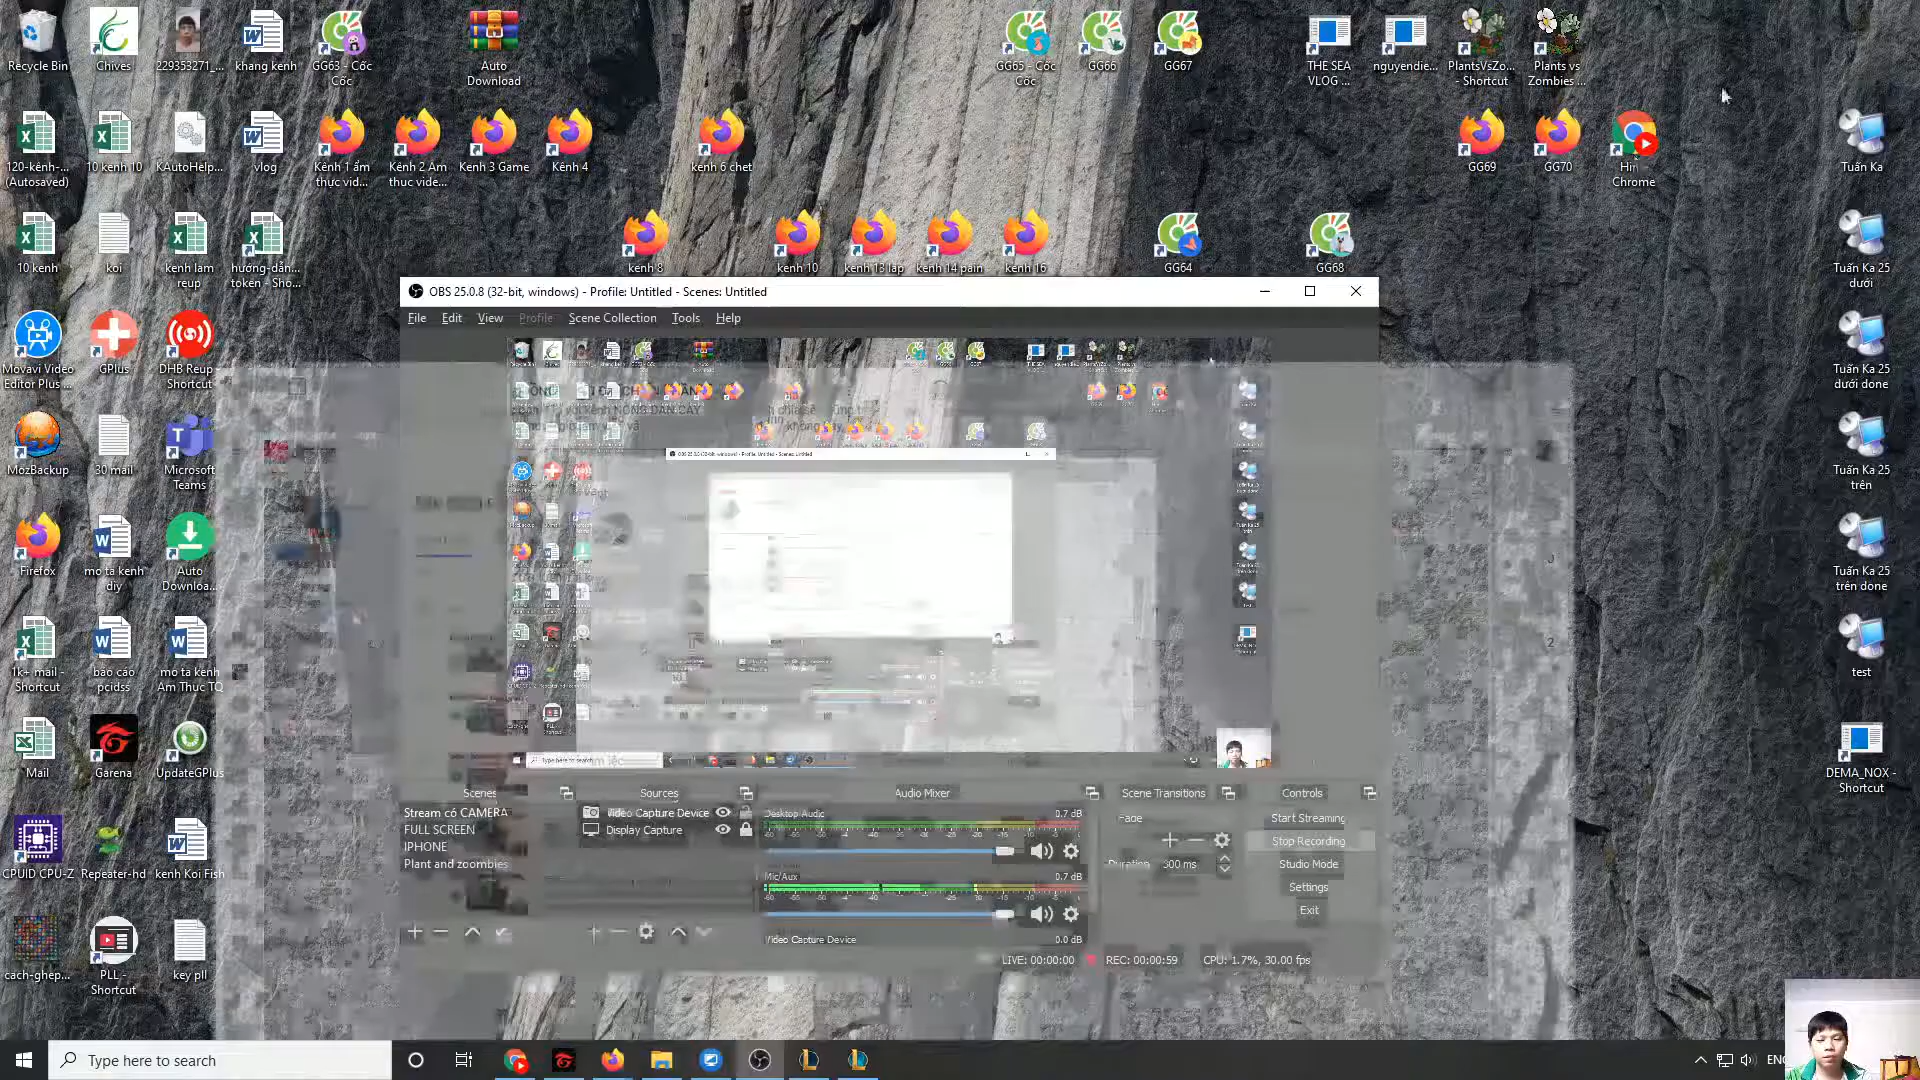 Recycle Bin
Chives
229353271_...
khang kenh
GG63 - Cốc
Cốc
Auto
Download
GG65 - Cốc
Cốc
GG66
GG67
THE SEA
VLOG ...
nguyendie...
PlantsVsZo...
- Shortcut
Plants vs
Zombies ...
120-kênh-...
(Autosaved)
10 kenh 10
KAutoHelp...
vlog
Kênh 1 ẩm
thực vid...
Kênh 2 Am
thuc vide...
Kênh 3 Game
Kênh 4
kenh 6 chet
GG69
GG70
Chrome
Tuấn Ka
10 kenh
koi
kenh lam
reup
hướng-dẫn...
token - Sho...
kenh 8
kenh 10
kenh 14 pain
kenh 16
GG64
GG68
Tuấn Ka 25
dưới
OBS 25.0.8 (32-bit, windows) - Profile: Untitled - Scenes: Untitled
File
Edit
View
Profile
Scene Collection
Tools
Help
Movavi Video
Editor Plus ...
GPlus
DHB Reup -
Shortcut
Tuấn Ka 25
dưới done
MozBackup
30 mail
Microsoft
Teams
Tuấn Ka 25
trên
Firefox
mo ta kenh
diy
Auto
Downloa...
Tuấn Ka 25
trên done
1k+ mail -
Shortcut
bao cáo
pcidss
mo ta kenh
Am Thuc TQ
test
Mail
Garena
UpdateGPlus
DEMA_NOX -
Shortcut
Scenes
Sources
Audio Mixer
Scene Transitions
Controls
Stream có CAMERA
FULL SCREEN
IPHONE
Plant and zoombies
Video Capture Device
Display Capture
Desktop Audio
0.7 dB
Mic/Aux
0.7 dB
Video Capture Device
0.0 dB
Fade
Duration
300 ms
Start Streaming
Stop Recording
Studio Mode
Settings
Exit
LIVE: 00:00:00
REC: 00:00:59
CPU: 1.7%, 30.00 fps
CPUID CPU-Z
Repeater-hd
kenh Koi Fish
cach-ghep...
PLL -
Shortcut
key pll
Type here to search